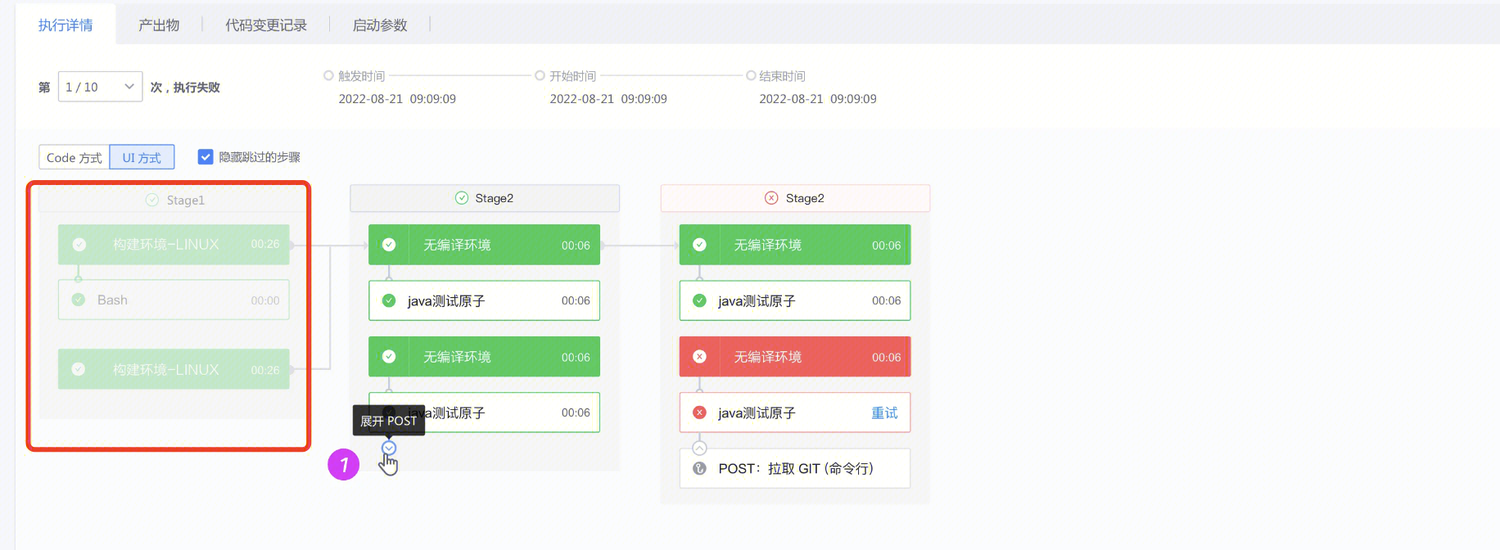 执行详情 产出物 代码变更记录 启动参数
第 1 / 10 次，执行失败
触发时间 开始时间 结束时间
2022-08-21 09:09:09 2022-08-21 09:09:09 2022-08-21 09:09:09
Code 方式 UI 方式 隐藏跳过的步骤
Stage1
构建环境-LINUX 00:26
Bash 00:00
构建环境-LINUX 00:26
Stage2
无编译环境 00:06
java测试原子 00:06
无编译环境 00:06
java测试原子 00:06
展开 POST
1
Stage2
无编译环境 00:06
java测试原子 00:06
无编译环境 00:06
java测试原子 重试
POST：拉取 GIT (命令行)